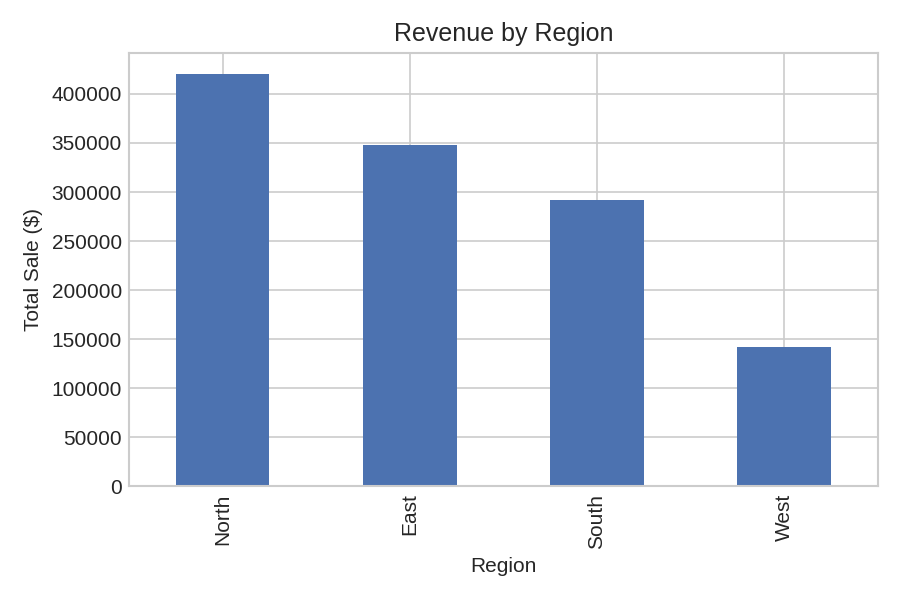 Revenue by Region
Total Sale ($)
400000
350000
300000
250000
200000
150000
100000
50000
0
North
East
South
West
Region